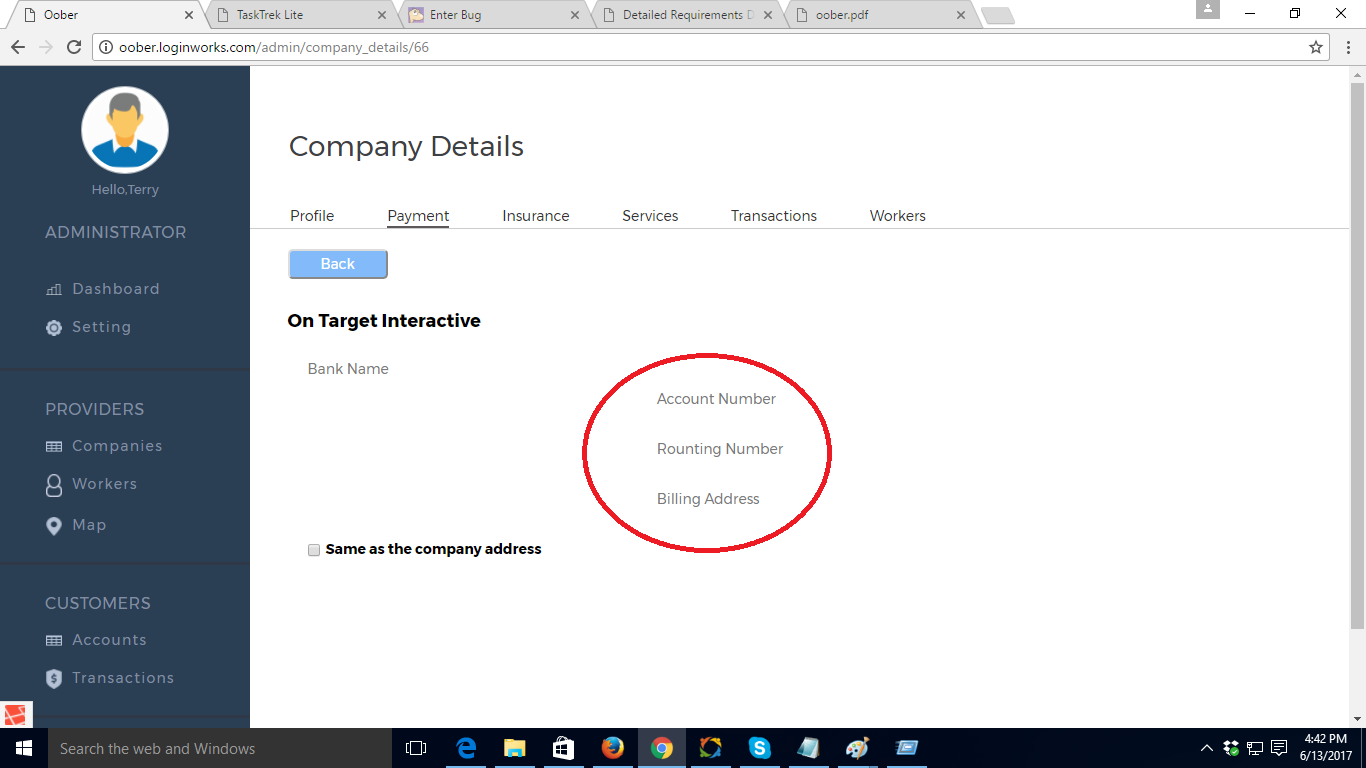 Oober
TaskTrek Lite
Enter Bug
Detailed Requirements D
oober.pdf
oober.loginworks.com/admin/company_details/66
Hello,Terry
ADMINISTRATOR
Dashboard
Setting
PROVIDERS
Companies
Workers
Map
CUSTOMERS
Accounts
Transactions
Company Details
Profile Payment Insurance Services Transactions Workers
Back
On Target Interactive
Bank Name
Account Number
Rounting Number
Billing Address
Same as the company address
Search the web and Windows
4:42 PM
6/13/2017